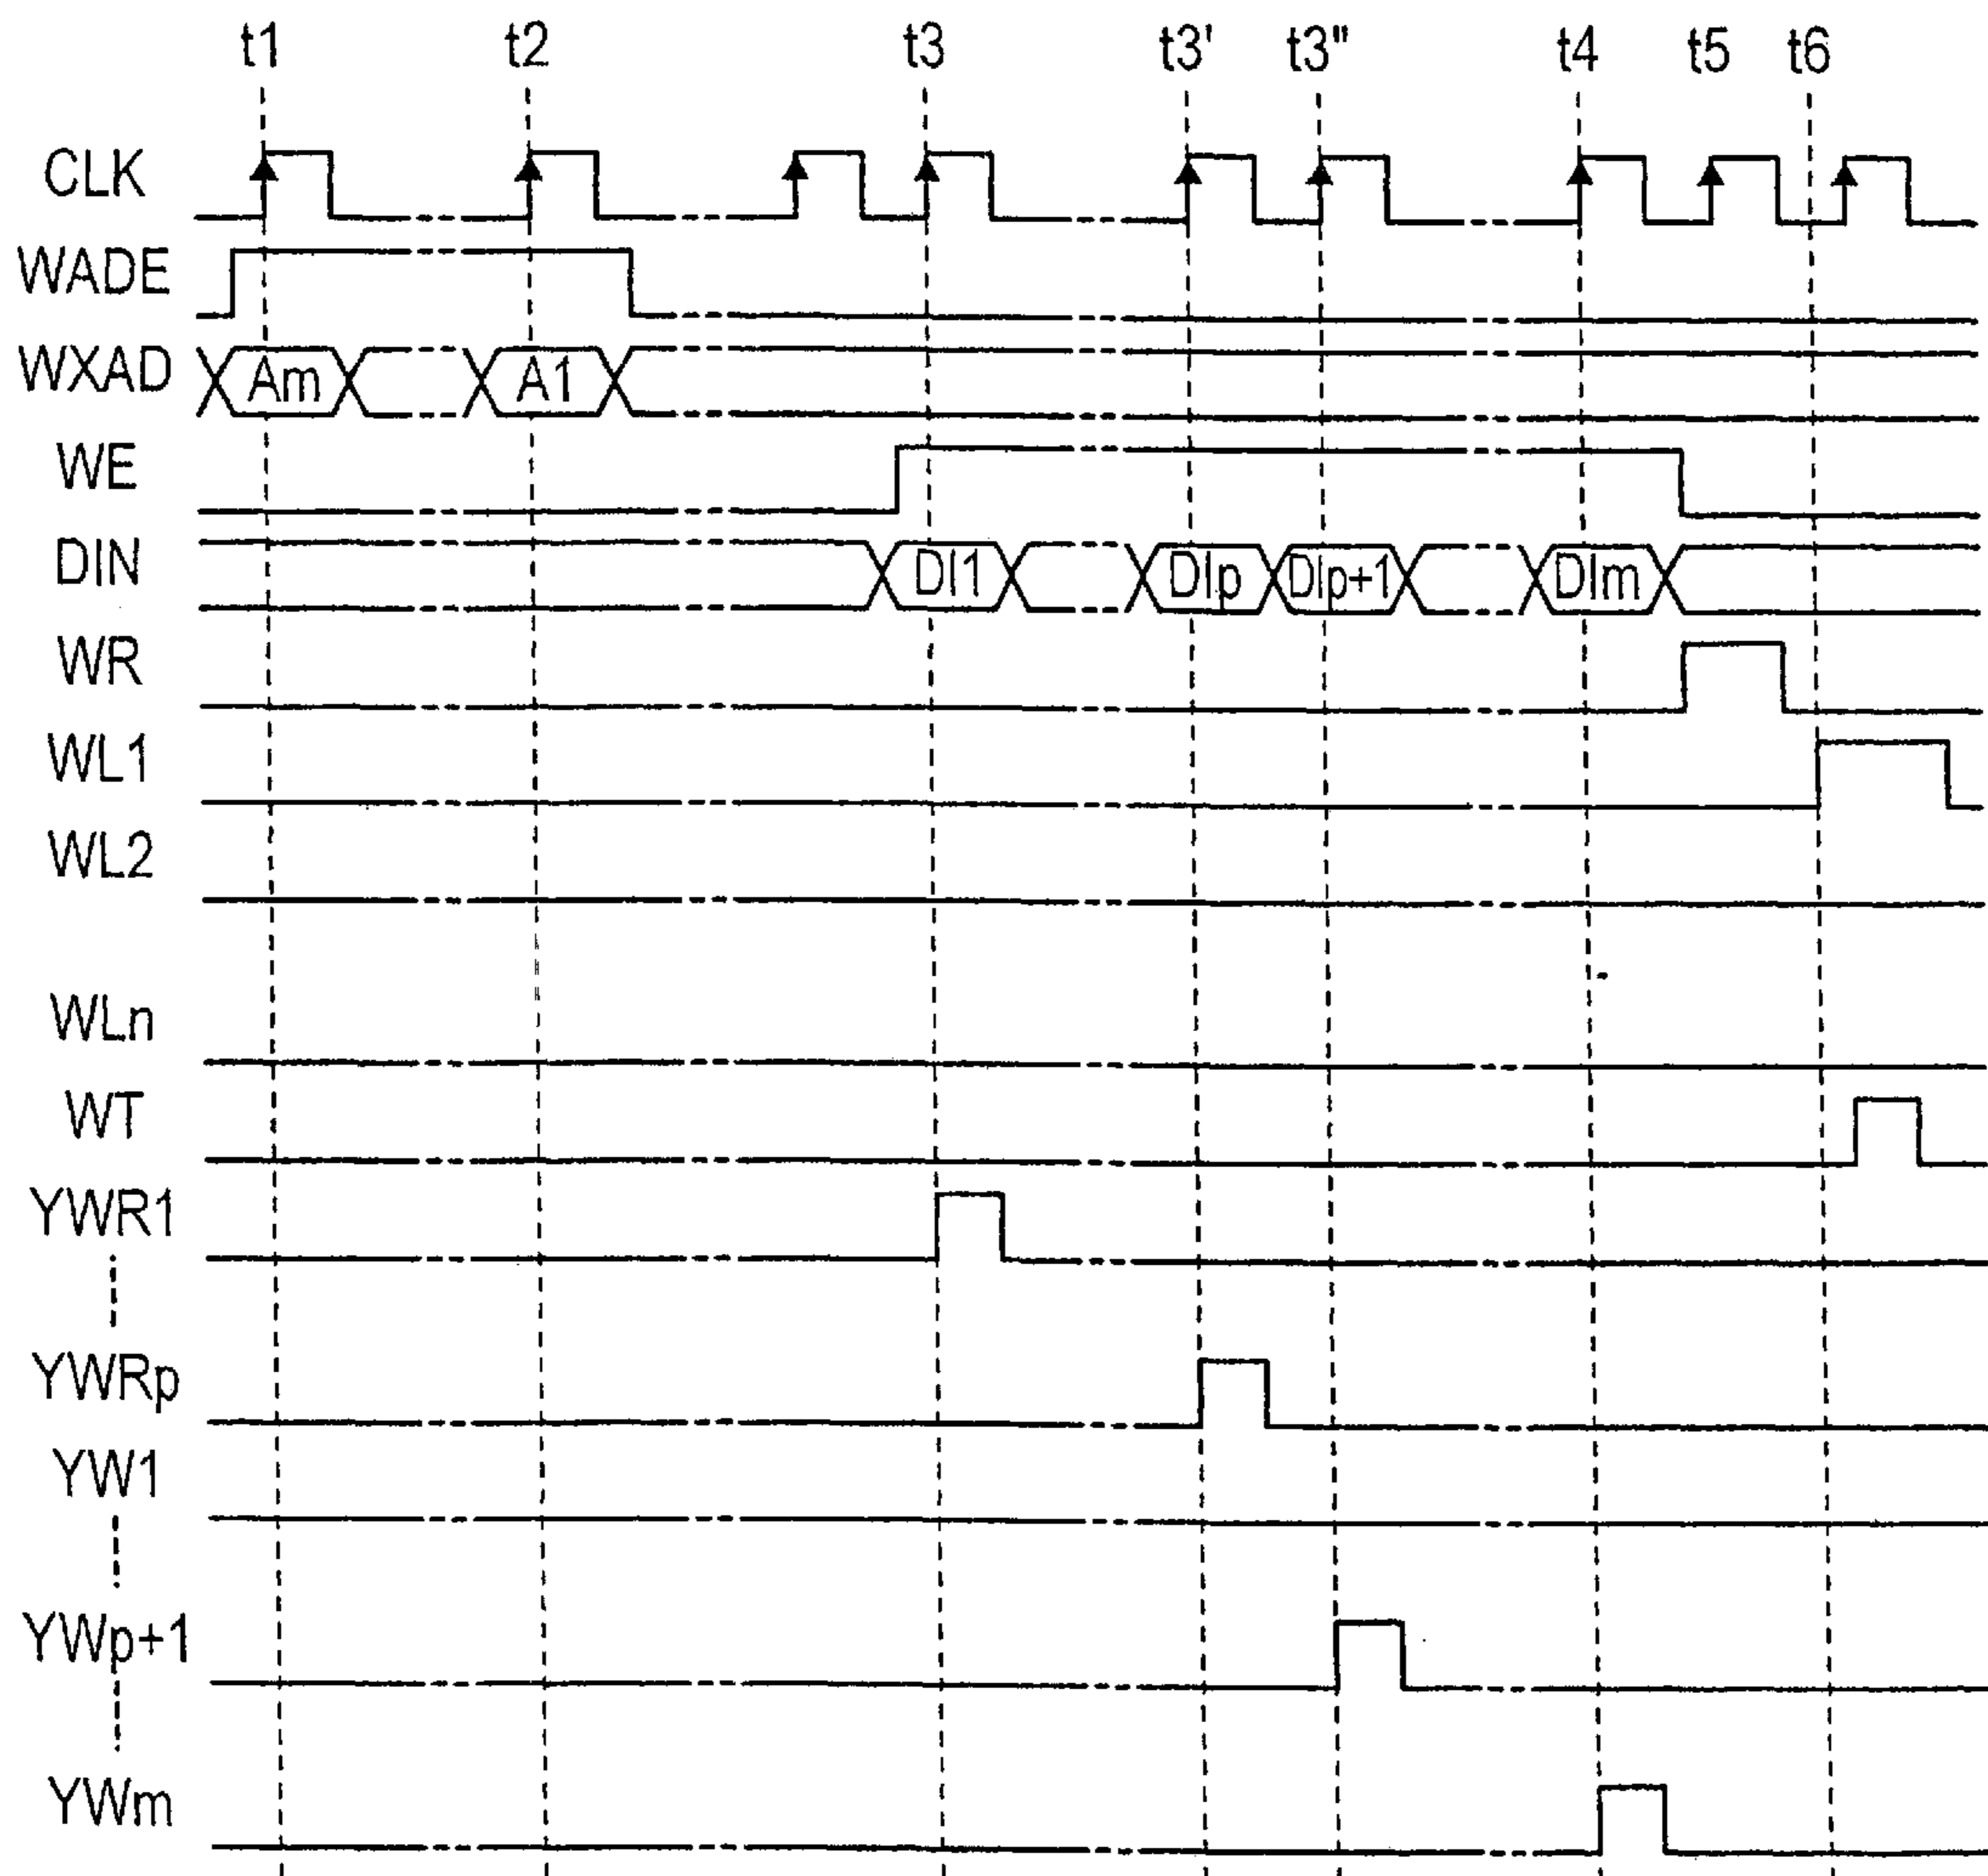 t1 t2 t3 t3' t3" t4 t5 t6
CLK
WADE
WXAD Am A1
WE
DIN DI1 DIp DIp+1 DIm
WR
WL1
WL2
WLn
WT
YWR1
YWRp
YW1
YWp+1
YWm